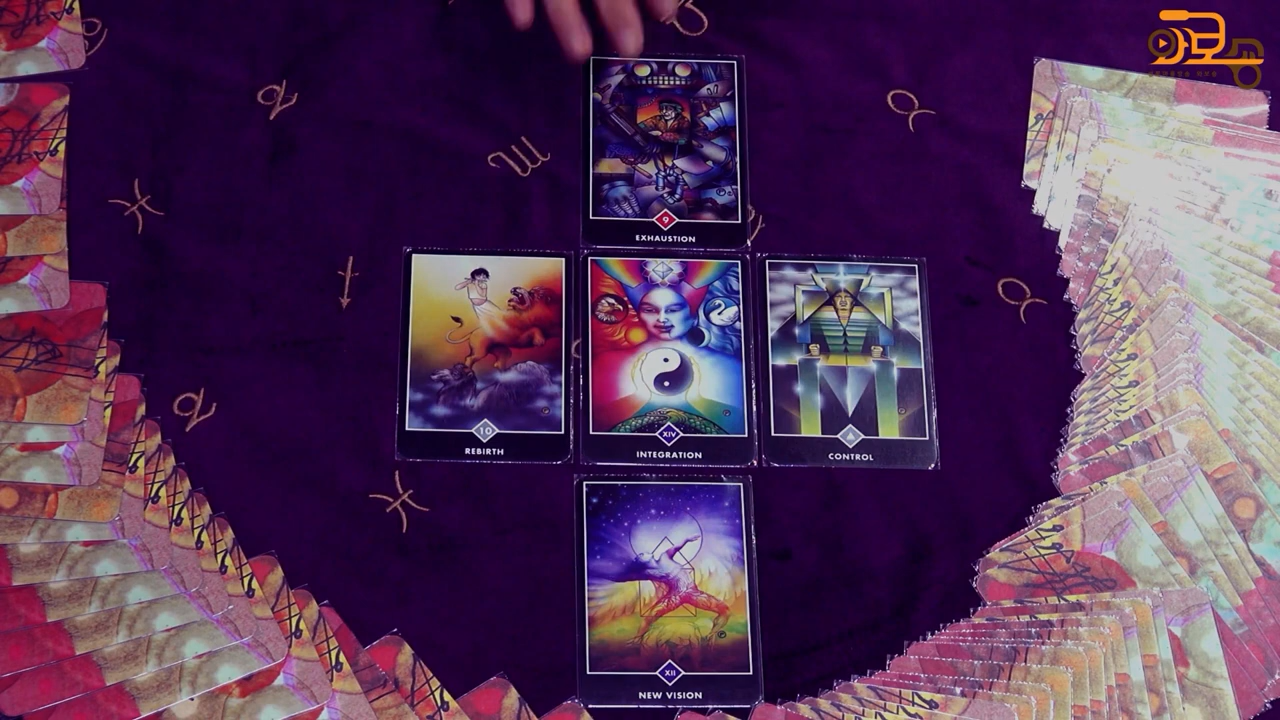 9
EXHAUSTION
10
REBIRTH
XIV
INTEGRATION
CONTROL
XII
NEW VISION